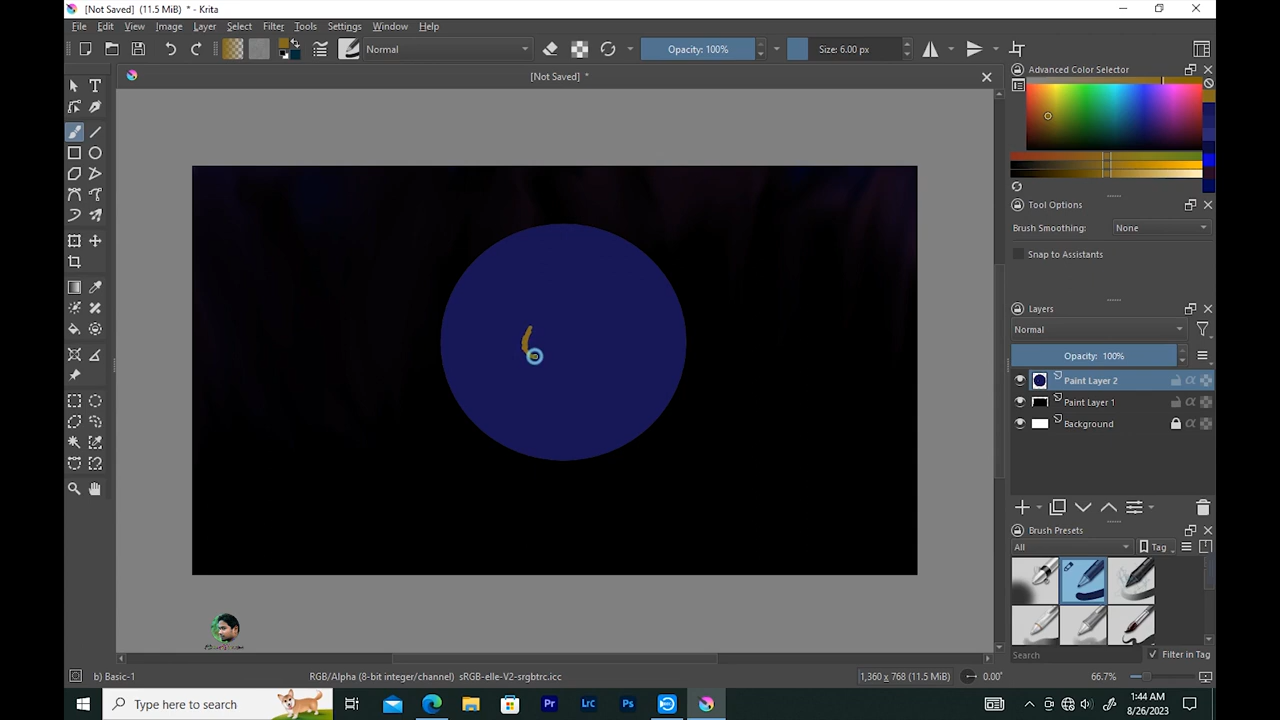 [Not Saved] (11.5 MiB) * - Krita
File Edit View Image Layer Select Filter Tools Settings Window Help
Normal Opacity: 100% Size: 6.00 px
[Not Saved] *
Advanced Color Selector
Tool Options
Brush Smoothing: None
Snap to Assistants
Layers
Normal
Opacity: 100%
Paint Layer 2
Paint Layer 1
Background
Brush Presets
All Tag
Search Filter in Tag
b) Basic-1 RGB/Alpha (8-bit integer/channel) sRGB-elle-V2-srgbtrc.icc 1,360 x 768 (11.5 MiB) 0.00° 66.7%
Type here to search Pr Lrc Ps 1:44 AM
8/26/2023